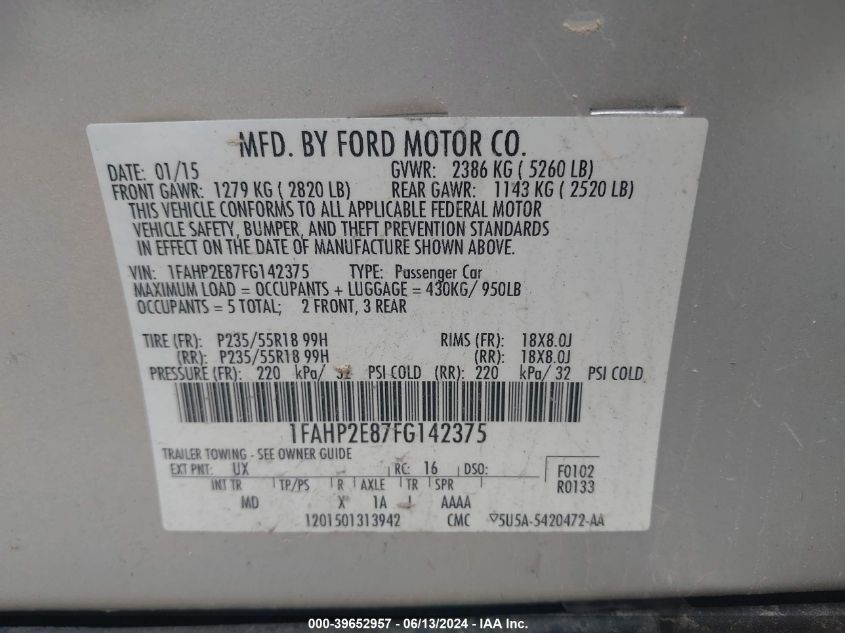 MFD. BY FORD MOTOR CO.
DATE: 01/15 GVWR: 2386 KG ( 5260 LB)
FRONT GAWR: 1279 KG ( 2820 LB) REAR GAWR: 1143 KG ( 2520 LB)
THIS VEHICLE CONFORMS TO ALL APPLICABLE FEDERAL MOTOR
VEHICLE SAFETY, BUMPER, AND THEFT PREVENTION STANDARDS
IN EFFECT ON THE DATE OF MANUFACTURE SHOWN ABOVE.
VIN: 1FAHP2E87FG142375 TYPE: Passenger Car
MAXIMUM LOAD = OCCUPANTS + LUGGAGE = 430KG/ 950LB
OCCUPANTS = 5 TOTAL; 2 FRONT, 3 REAR
TIRE (FR): P235/55R18 99H RIMS (FR): 18X8.0J
(RR): P235/55R18 99H (RR): 18X8.0J
PRESSURE (FR): 220 kPa/ 32 PSI COLD (RR): 220 kPa/ 32 PSI COLD
1FAHP2E87FG142375
TRAILER TOWING - SEE OWNER GUIDE
EXT PNT: UX RC: 16 DSO: F0102
INT TR TP/PS R AXLE TR SPR R0133
MD X 1A AAAA
1201501313942 CMC ▽5U5A-5420472-AA
000-39652957 - 06/13/2024 - IAA Inc.